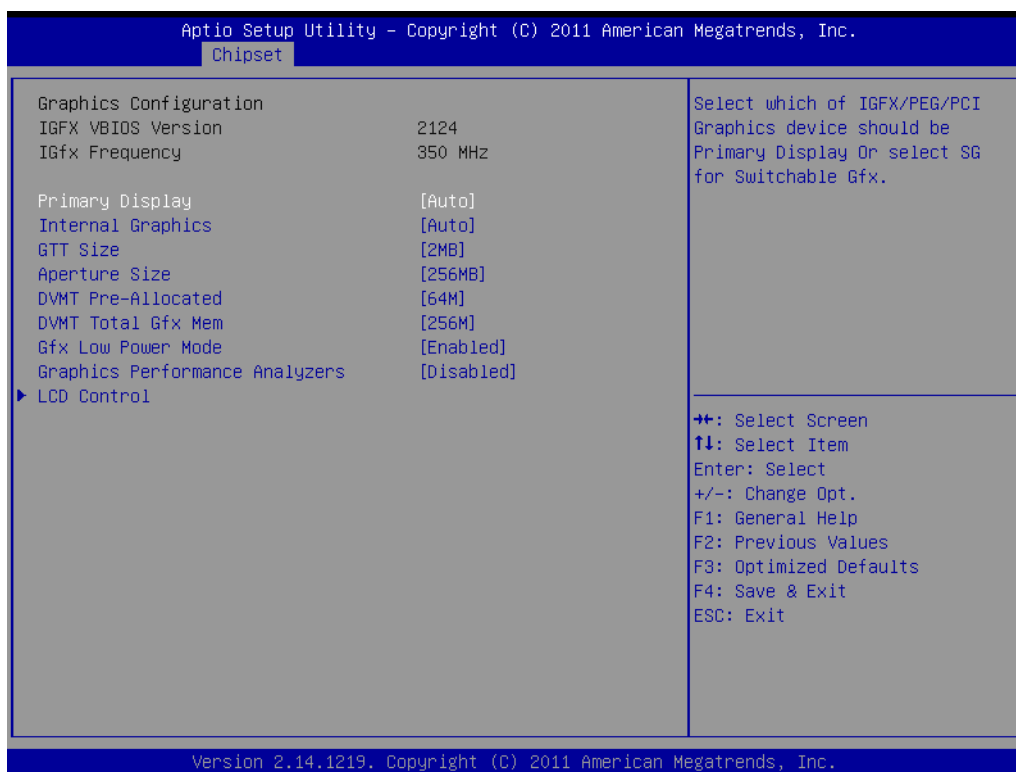 Aptio Setup Utility – Copyright (C) 2011 American Megatrends, Inc.
Chipset
Graphics Configuration
IGFX VBIOS Version 2124
IGfx Frequency 350 MHz
Primary Display [Auto]
Internal Graphics [Auto]
GTT Size [2MB]
Aperture Size [256MB]
DVMT Pre-Allocated [64M]
DVMT Total Gfx Mem [256M]
Gfx Low Power Mode [Enabled]
Graphics Performance Analyzers [Disabled]
LCD Control
Select which of IGFX/PEG/PCI
Graphics device should be
Primary Display Or select SG
for Switchable Gfx.
→←: Select Screen
↑↓: Select Item
Enter: Select
+/-: Change Opt.
F1: General Help
F2: Previous Values
F3: Optimized Defaults
F4: Save & Exit
ESC: Exit
Version 2.14.1219. Copyright (C) 2011 American Megatrends, Inc.